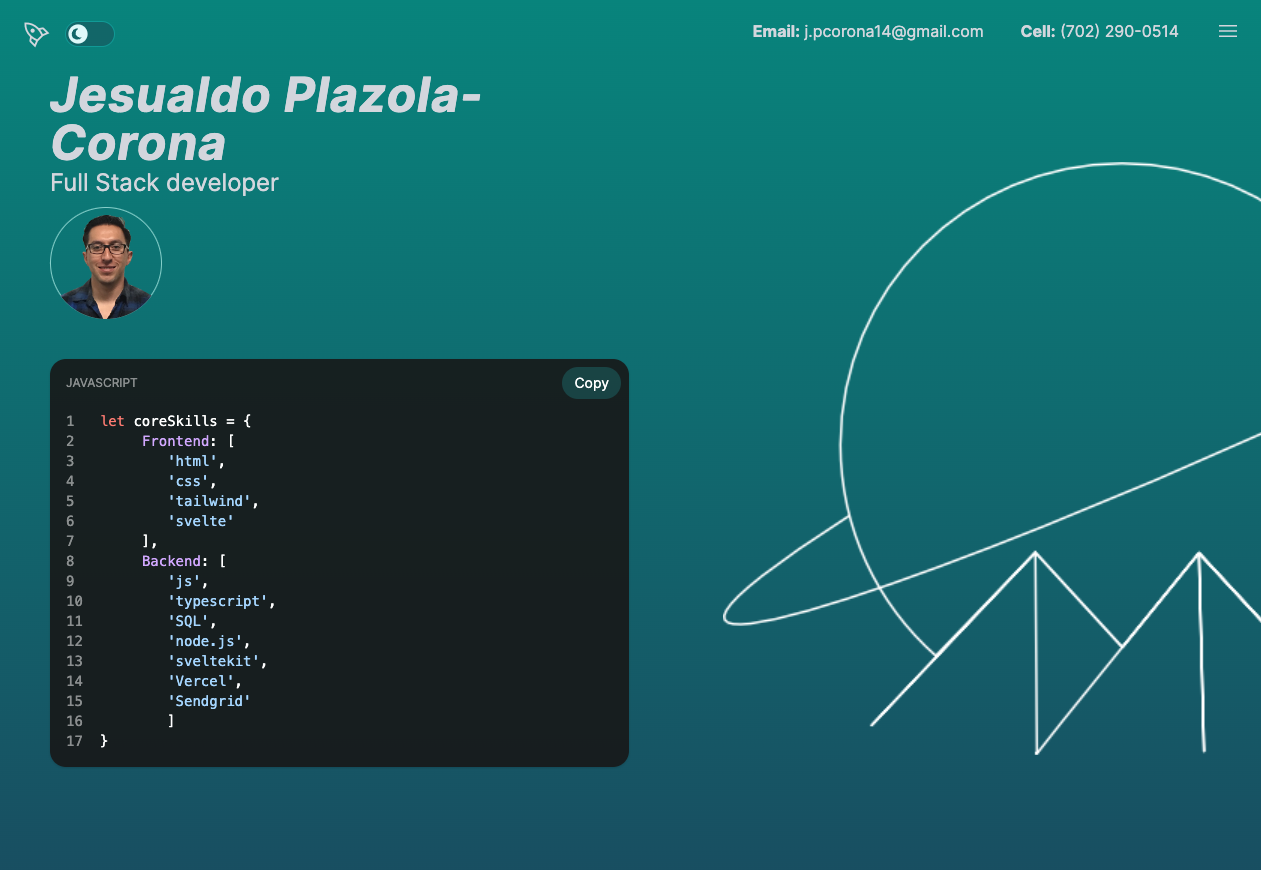 Email: j.pcorona14@gmail.com Cell: (702) 290-0514
Jesualdo Plazola-
Corona
Full Stack developer
JAVASCRIPT Copy
1 let coreSkills = {
2 Frontend: [
3 'html',
4 'css',
5 'tailwind',
6 'svelte'
7 ],
8 Backend: [
9 'js',
10 'typescript',
11 'SQL',
12 'node.js',
13 'sveltekit',
14 'Vercel',
15 'Sendgrid'
16 ]
17 }